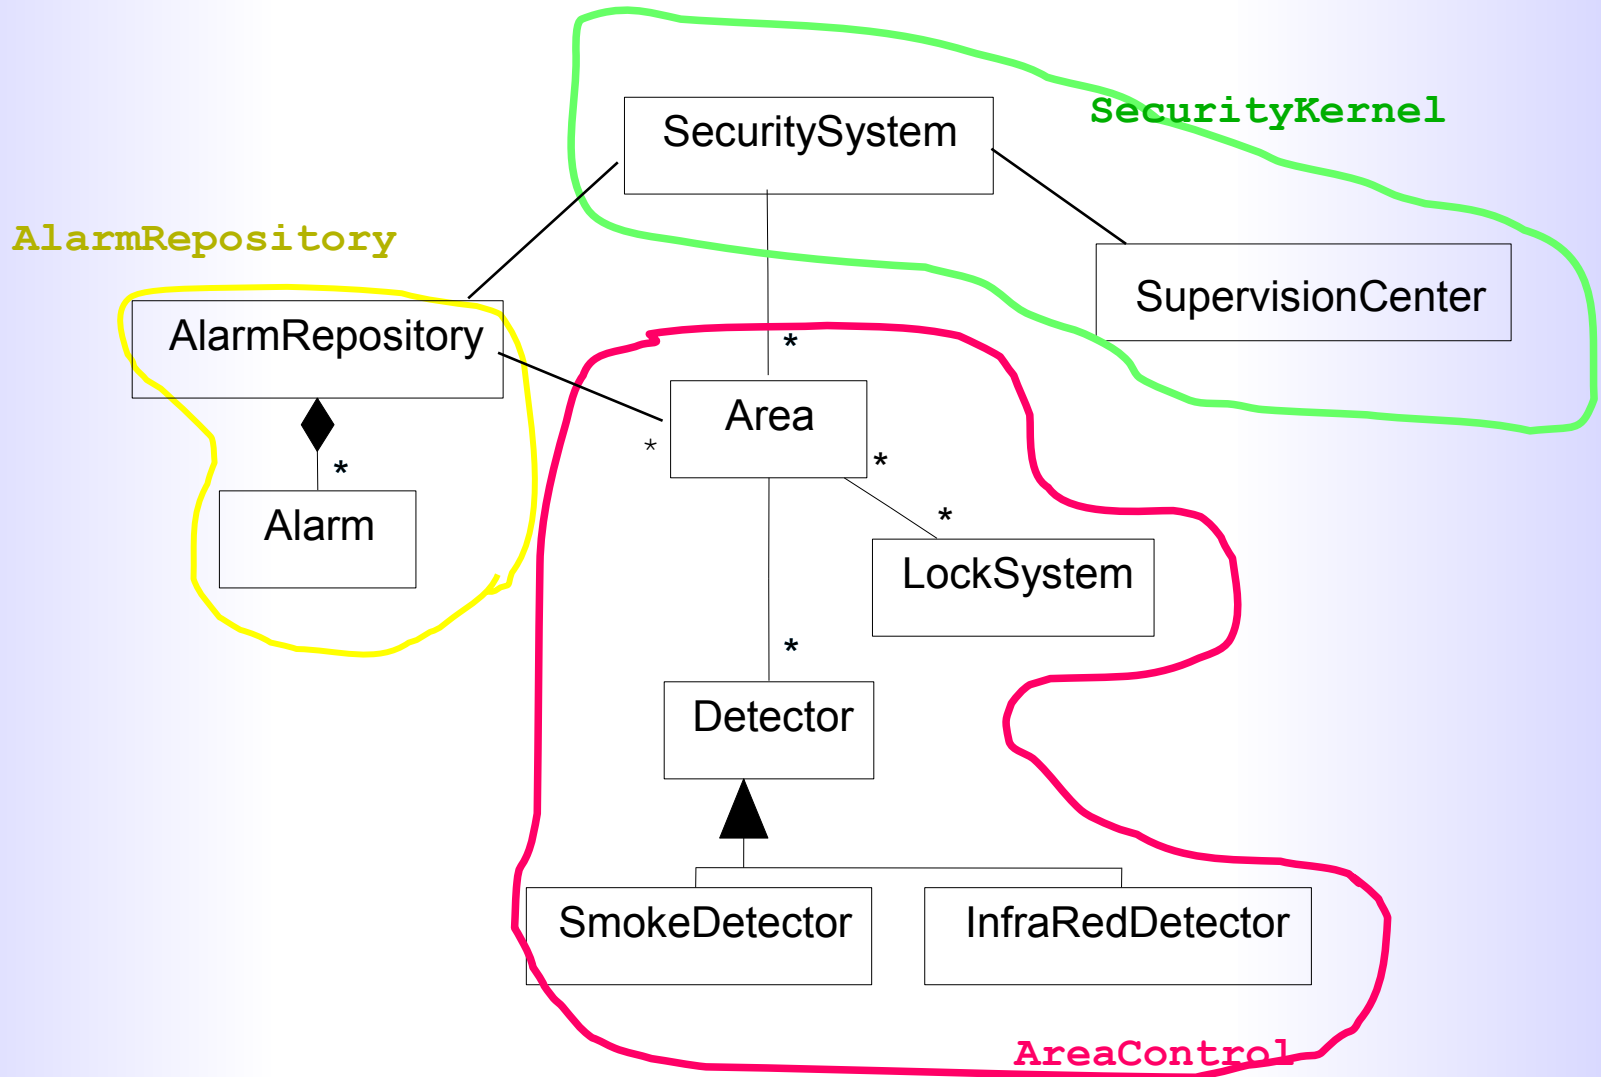 SecurityKernel
SecuritySystem
AlarmRepository
SupervisionCenter
AlarmRepository
*
Area
*
*
*
Alarm
*
LockSystem
*
Detector
SmokeDetector
InfraRedDetector
AreaControl